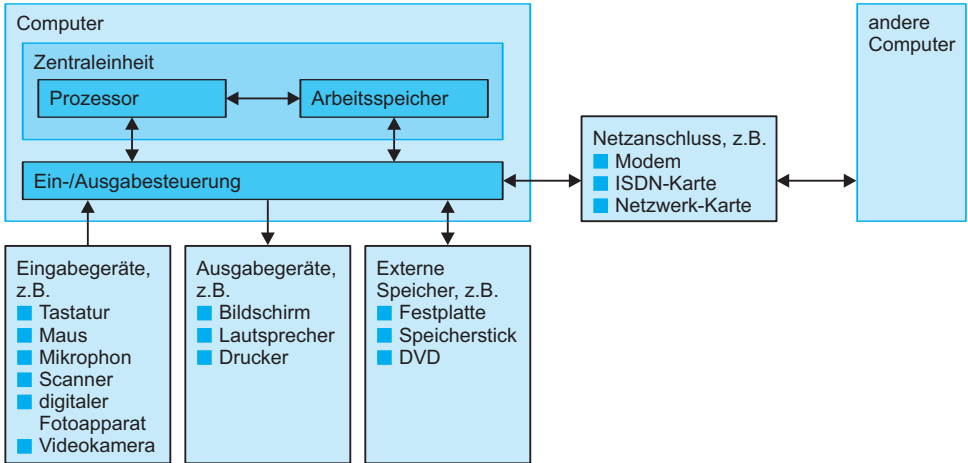 Computer
Zentraleinheit
Prozessor
Arbeitsspeicher
Ein-/Ausgabesteuerung
Netzanschluss, z.B.
Modem
ISDN-Karte
Netzwerk-Karte
andere
Computer
Eingabegeräte,
z.B.
Tastatur
Maus
Mikrophon
Scanner
digitaler
Fotoapparat
Videokamera
Ausgabegeräte,
z.B.
Bildschirm
Lautsprecher
Drucker
Externe
Speicher, z.B.
Festplatte
Speicherstick
DVD